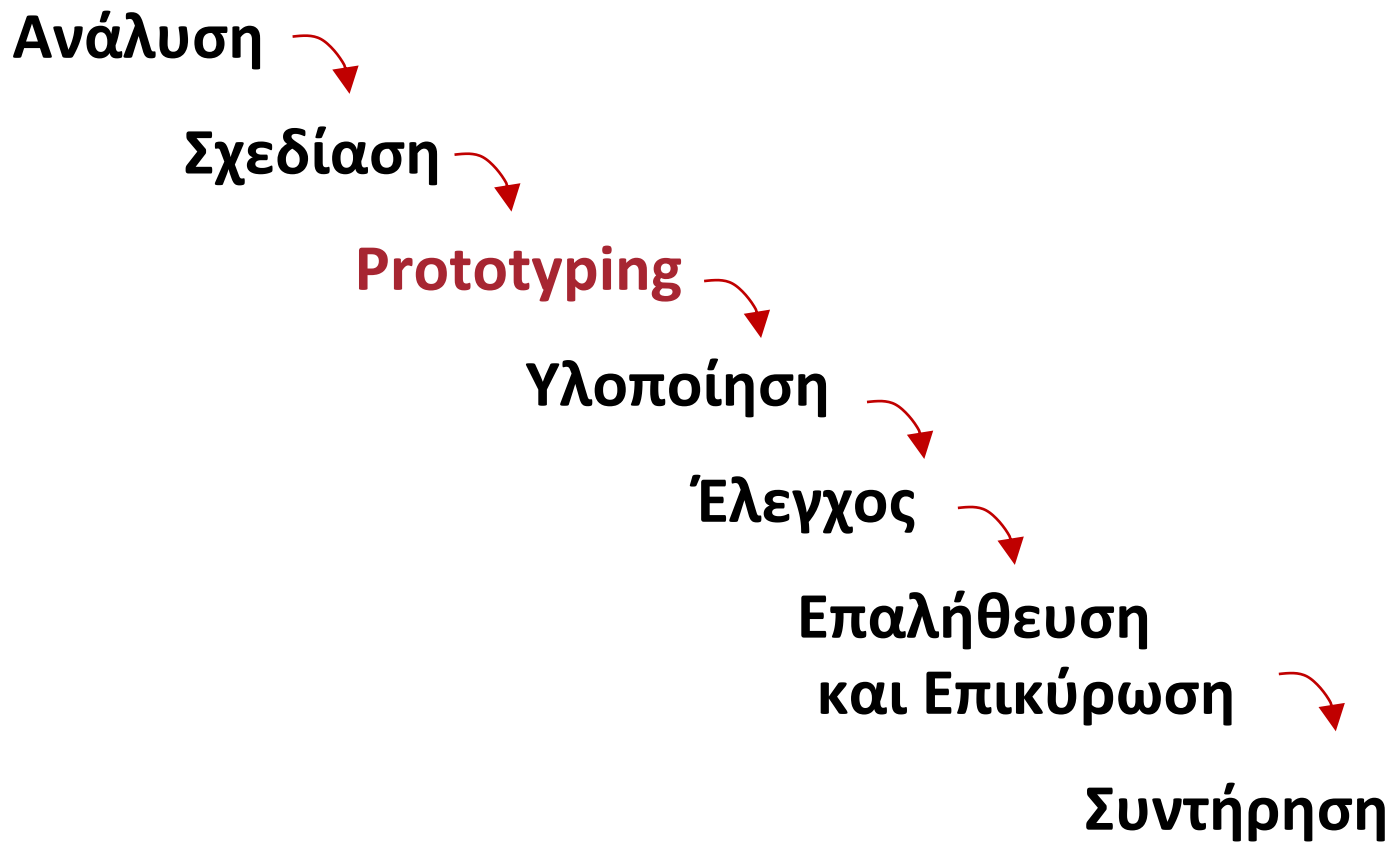 Ανάλυση
Σχεδίαση
Prototyping
Υλοποίηση
Έλεγχος
Επαλήθευση
και Επικύρωση
Συντήρηση